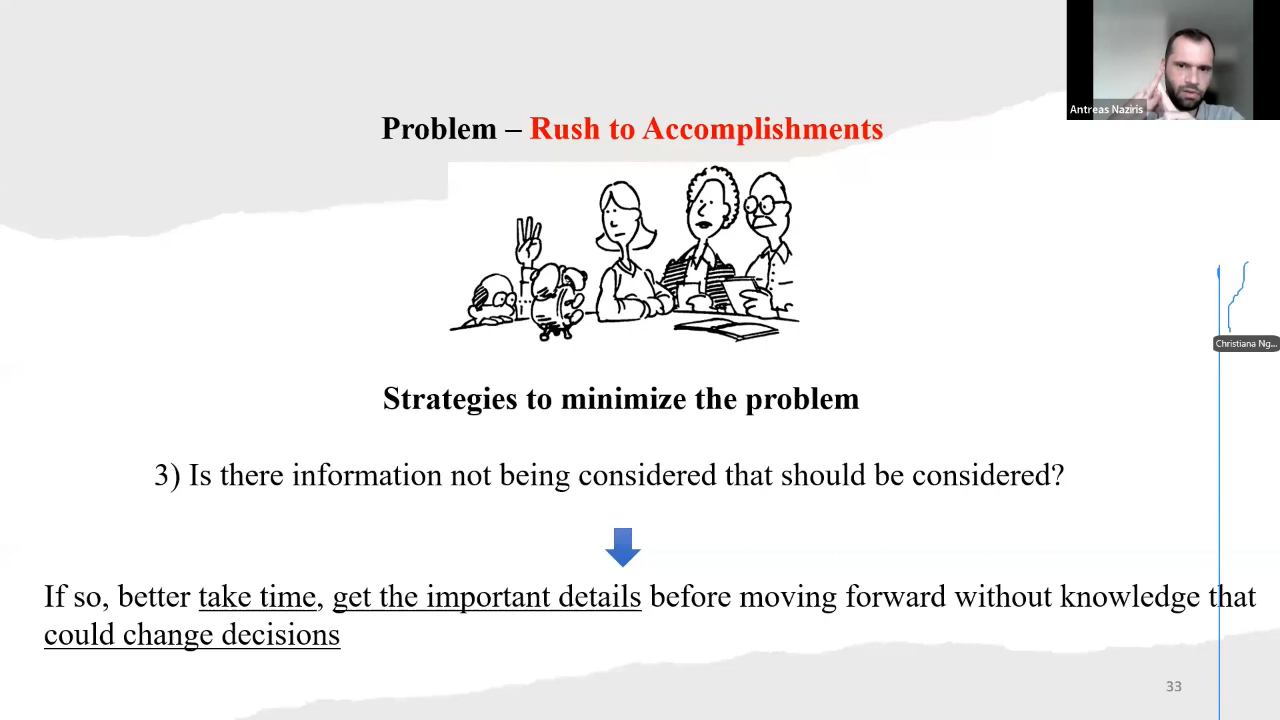 Antreas Naziris
Problem – Rush to Accomplishments
Christiana Ng...
Strategies to minimize the problem
3) Is there information not being considered that should be considered?
If so, better take time, get the important details before moving forward without knowledge that
could change decisions
33